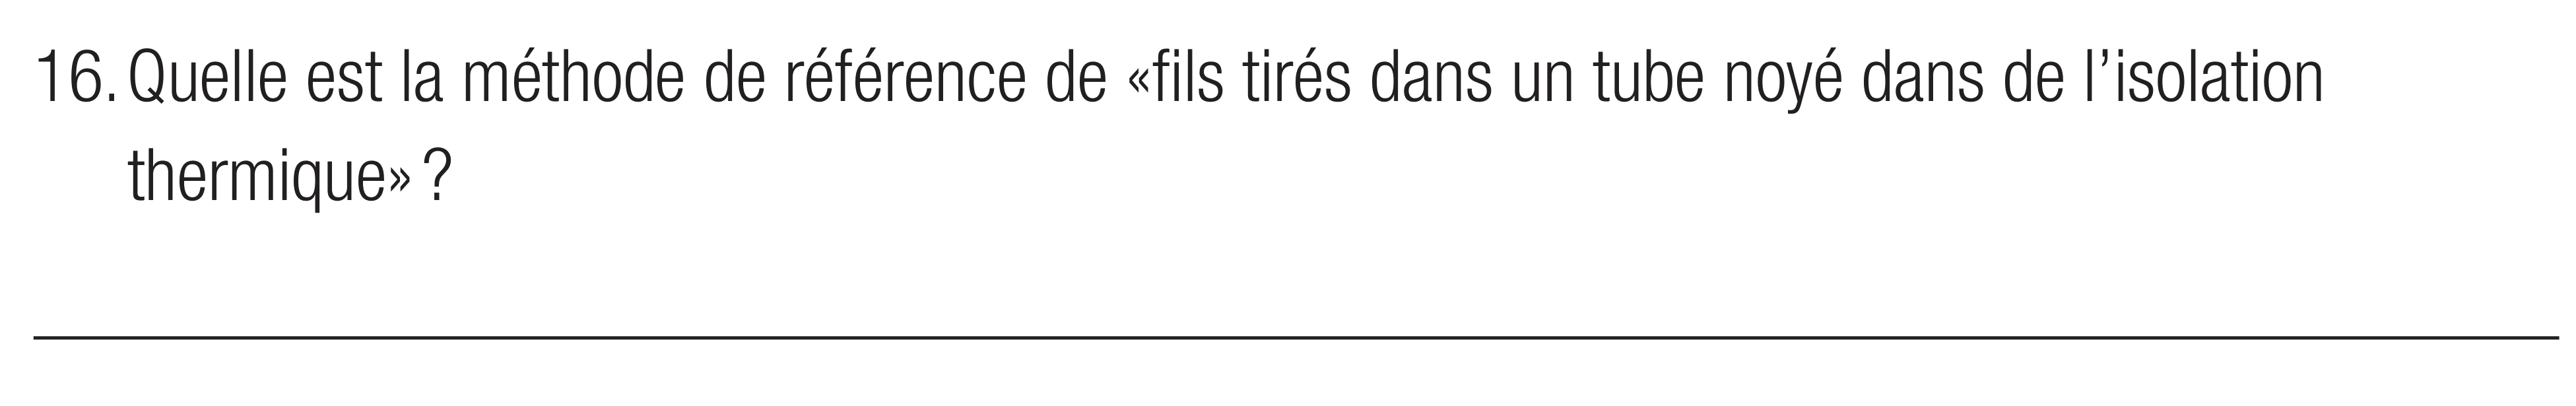 16. Quelle est la méthode de référence de «fils tirés dans un tube noyé dans de l’isolation
thermique» ?